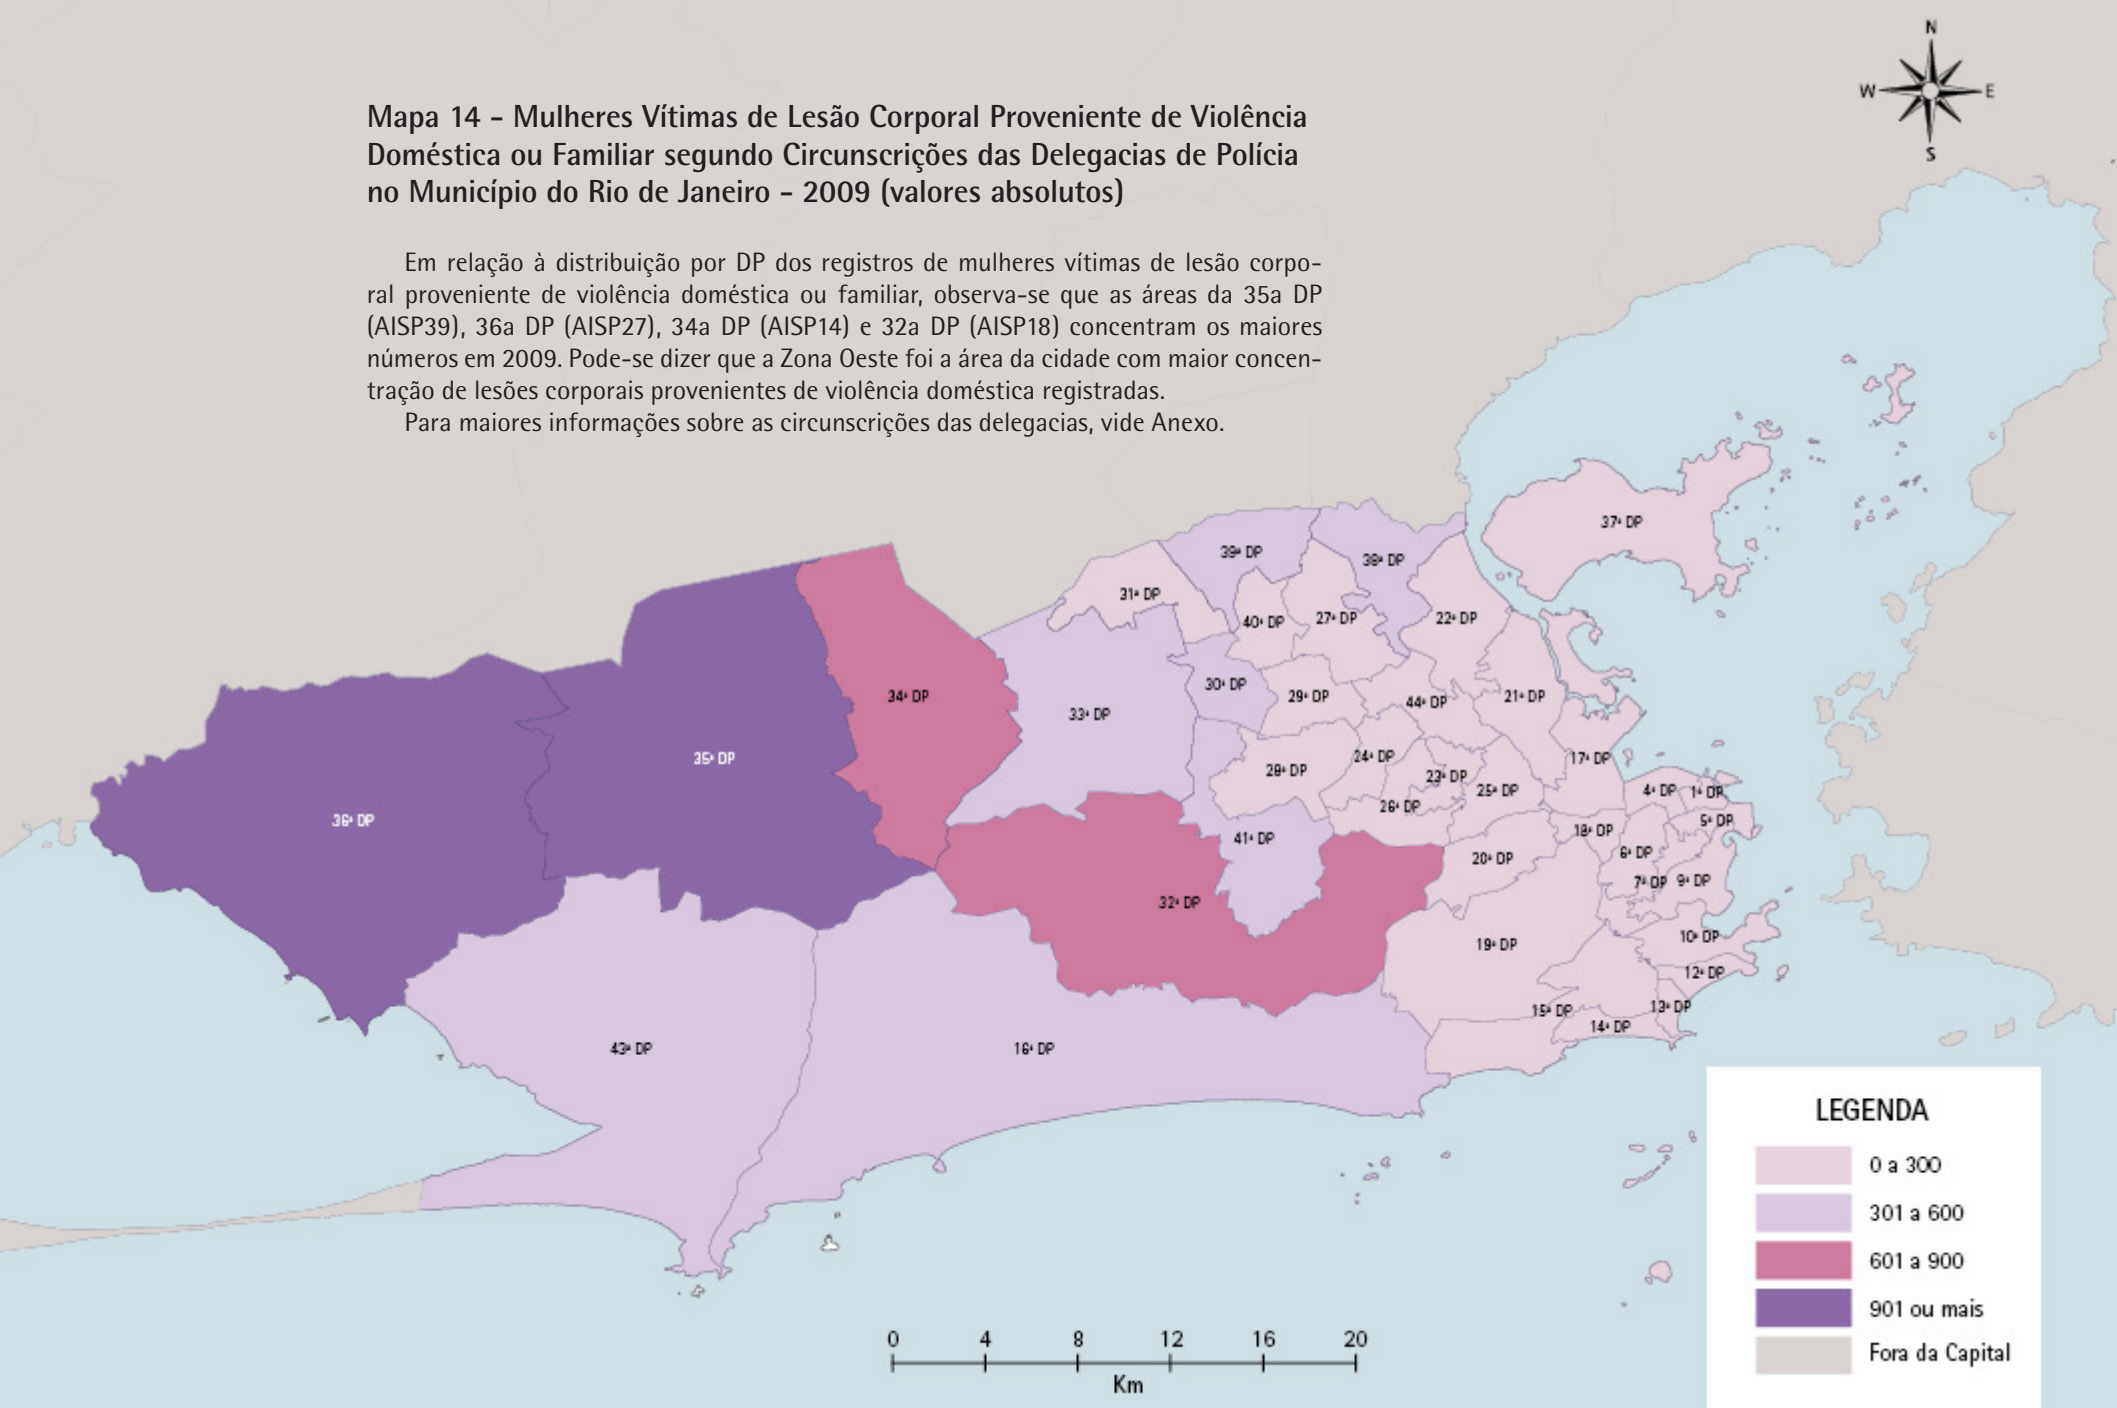 N
W E
S
Mapa 14 - Mulheres Vítimas de Lesão Corporal Proveniente de Violência
Doméstica ou Familiar segundo Circunscrições das Delegacias de Polícia
no Município do Rio de Janeiro - 2009 (valores absolutos)
Em relação à distribuição por DP dos registros de mulheres vítimas de lesão corpo-
ral proveniente de violência doméstica ou familiar, observa-se que as áreas da 35a DP
(AISP39), 36a DP (AISP27), 34a DP (AISP14) e 32a DP (AISP18) concentram os maiores
números em 2009. Pode-se dizer que a Zona Oeste foi a área da cidade com maior concen-
tração de lesões corporais provenientes de violência doméstica registradas.
Para maiores informações sobre as circunscrições das delegacias, vide Anexo.
37ª DP
39ª DP
38ª DP
31ª DP
40ª DP
27ª DP
22ª DP
30ª DP
29ª DP
44ª DP
21ª DP
34ª DP
33ª DP
35ª DP
36ª DP
28ª DP
24ª DP
23ª DP
25ª DP
26ª DP
17ª DP
4ª DP
1ª DP
5ª DP
18ª DP
6ª DP
7ª DP
9ª DP
41ª DP
20ª DP
32ª DP
19ª DP
10ª DP
12ª DP
13ª DP
15ª DP
14ª DP
43ª DP
16ª DP
LEGENDA
0 a 300
301 a 600
601 a 900
901 ou mais
Fora da Capital
0 4 8 12 16 20
Km